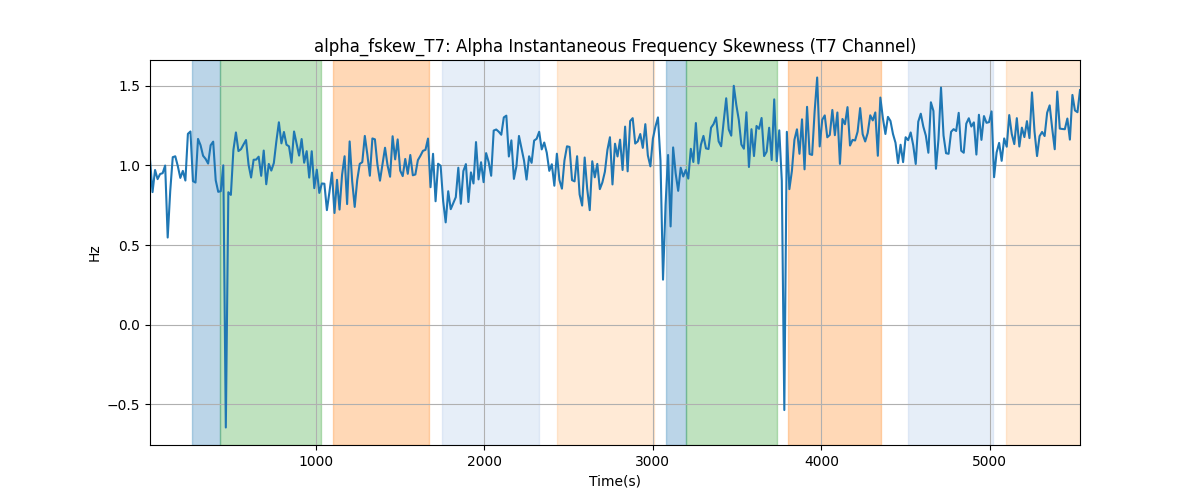 alpha_fskew_T7: Alpha Instantaneous Frequency Skewness (T7 Channel)
1.5
1.0
0.5
0.0
−0.5
Hz
1000 2000 3000 4000 5000
Time(s)